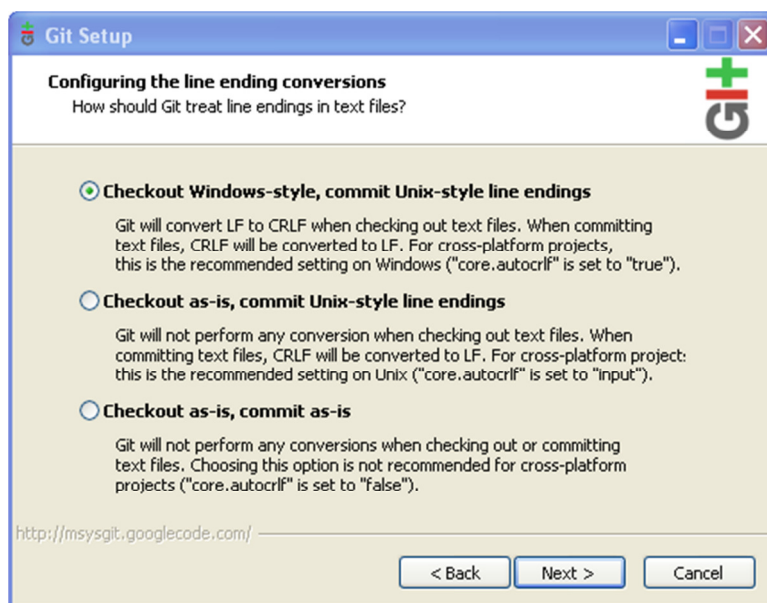 Git Setup
Configuring the line ending conversions
How should Git treat line endings in text files?
GIt
Checkout Windows-style, commit Unix-style line endings
Git will convert LF to CRLF when checking out text files. When committing
text files, CRLF will be converted to LF. For cross-platform projects,
this is the recommended setting on Windows ("core.autocrlf" is set to "true").
Checkout as-is, commit Unix-style line endings
Git will not perform any conversion when checking out text files. When
committing text files, CRLF will be converted to LF. For cross-platform project:
this is the recommended setting on Unix ("core.autocrlf" is set to "input").
Checkout as-is, commit as-is
Git will not perform any conversions when checking out or committing
text files. Choosing this option is not recommended for cross-platform
projects ("core.autocrlf" is set to "false").
http://msysgit.googlecode.com/
< Back
Next >
Cancel